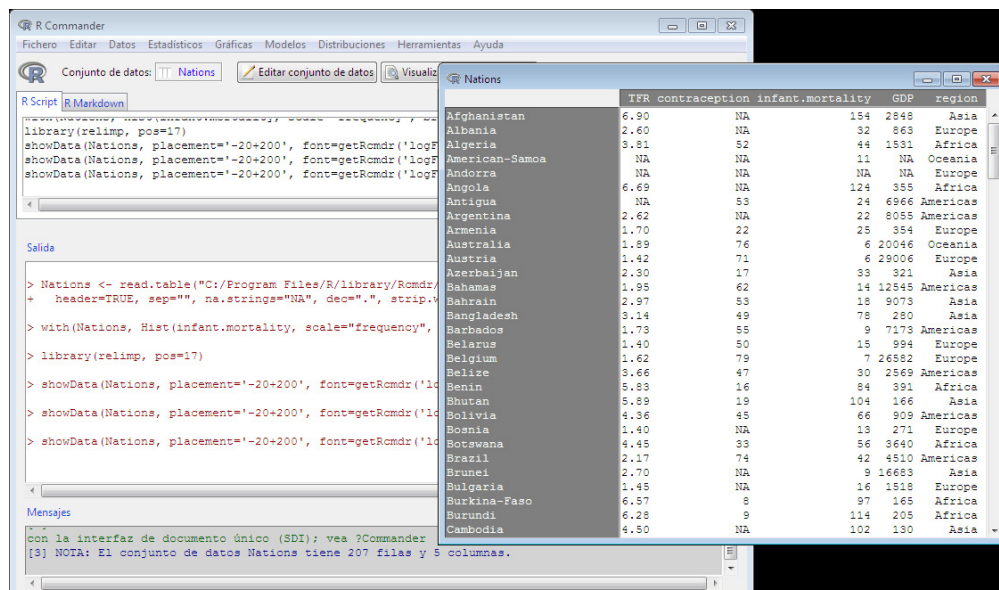 R Commander
Fichero Editar Datos Estadísticos Gráficas Modelos Distribuciones Herramientas Ayuda
Conjunto de datos: Nations Editar conjunto de datos Visualiz
R Script R Markdown
library(relimp, pos=17)
showData(Nations, placement='-20+200', font=getRcmdr('logF
showData(Nations, placement='-20+200', font=getRcmdr('logF
showData(Nations, placement='-20+200', font=getRcmdr('logF
Salida
> Nations <- read.table("C:/Program Files/R/library/Rcmdr/
+ header=TRUE, sep="", na.strings="NA", dec=".", strip.w
> with(Nations, Hist(infant.mortality, scale="frequency",
> library(relimp, pos=17)
> showData(Nations, placement='-20+200', font=getRcmdr('lo
> showData(Nations, placement='-20+200', font=getRcmdr('lo
> showData(Nations, placement='-20+200', font=getRcmdr('lo
Mensajes
con la interfaz de documento único (SDI); vea ?Commander
[3] NOTA: El conjunto de datos Nations tiene 207 filas y 5 columnas.
Nations
TFR contraception infant.mortality GDP region
Afghanistan 6.90 NA 154 2848 Asia
Albania 2.60 NA 32 863 Europe
Algeria 3.81 52 44 1531 Africa
American-Samoa NA NA 11 NA Oceania
Andorra NA NA NA NA Europe
Angola 6.69 NA 124 355 Africa
Antigua NA 53 24 6966 Americas
Argentina 2.62 NA 22 8055 Americas
Armenia 1.70 22 25 354 Europe
Australia 1.89 76 6 20046 Oceania
Austria 1.42 71 6 29006 Europe
Azerbaijan 2.30 17 33 321 Asia
Bahamas 1.95 62 14 12545 Americas
Bahrain 2.97 53 18 9073 Asia
Bangladesh 3.14 49 78 280 Asia
Barbados 1.73 55 9 7173 Americas
Belarus 1.40 50 15 994 Europe
Belgium 1.62 79 7 26582 Europe
Belize 3.66 47 30 2569 Americas
Benin 5.83 16 84 391 Africa
Bhutan 5.89 19 104 166 Asia
Bolivia 4.36 45 66 909 Americas
Bosnia 1.40 NA 13 271 Europe
Botswana 4.45 33 56 3640 Africa
Brazil 2.17 74 42 4510 Americas
Brunei 2.70 NA 9 16683 Asia
Bulgaria 1.45 NA 16 1518 Europe
Burkina-Faso 6.57 8 97 165 Africa
Burundi 6.28 9 114 205 Africa
Cambodia 4.50 NA 102 130 Asia